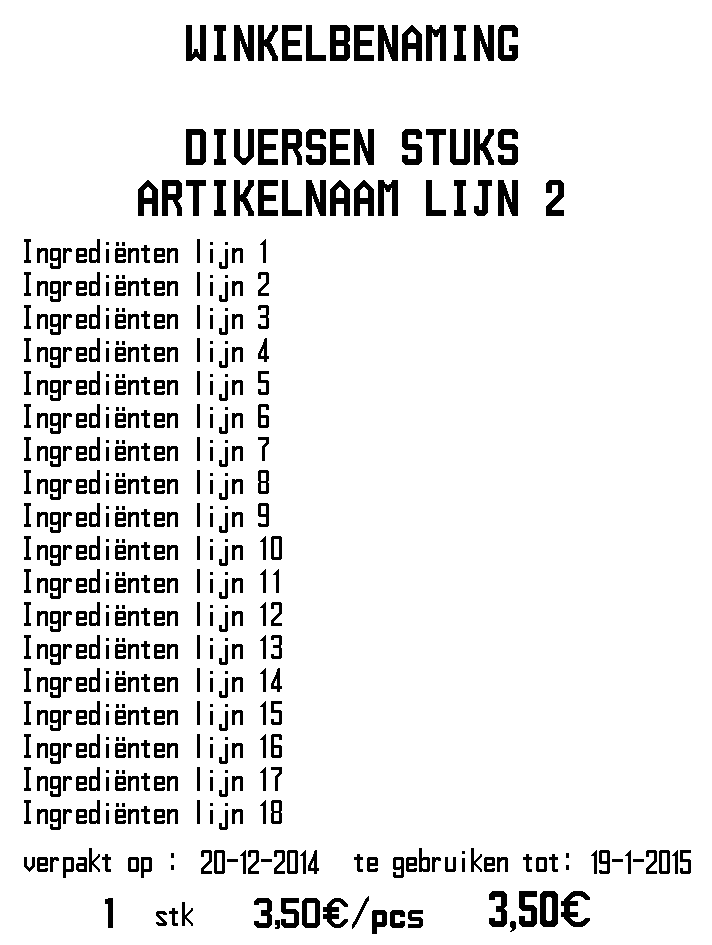 WINKELBENAMING
DIVERSEN STUKS
ARTIKELNAAM LIJN 2
Ingrediënten lijn 1
Ingrediënten lijn 2
Ingrediënten lijn 3
Ingrediënten lijn 4
Ingrediënten lijn 5
Ingrediënten lijn 6
Ingrediënten lijn 7
Ingrediënten lijn 8
Ingrediënten lijn 9
Ingrediënten lijn 10
Ingrediënten lijn 11
Ingrediënten lijn 12
Ingrediënten lijn 13
Ingrediënten lijn 14
Ingrediënten lijn 15
Ingrediënten lijn 16
Ingrediënten lijn 17
Ingrediënten lijn 18
verpakt op : 20-12-2014 te gebruiken tot: 19-1-2015
1 stk 3,50€/pcs 3,50€